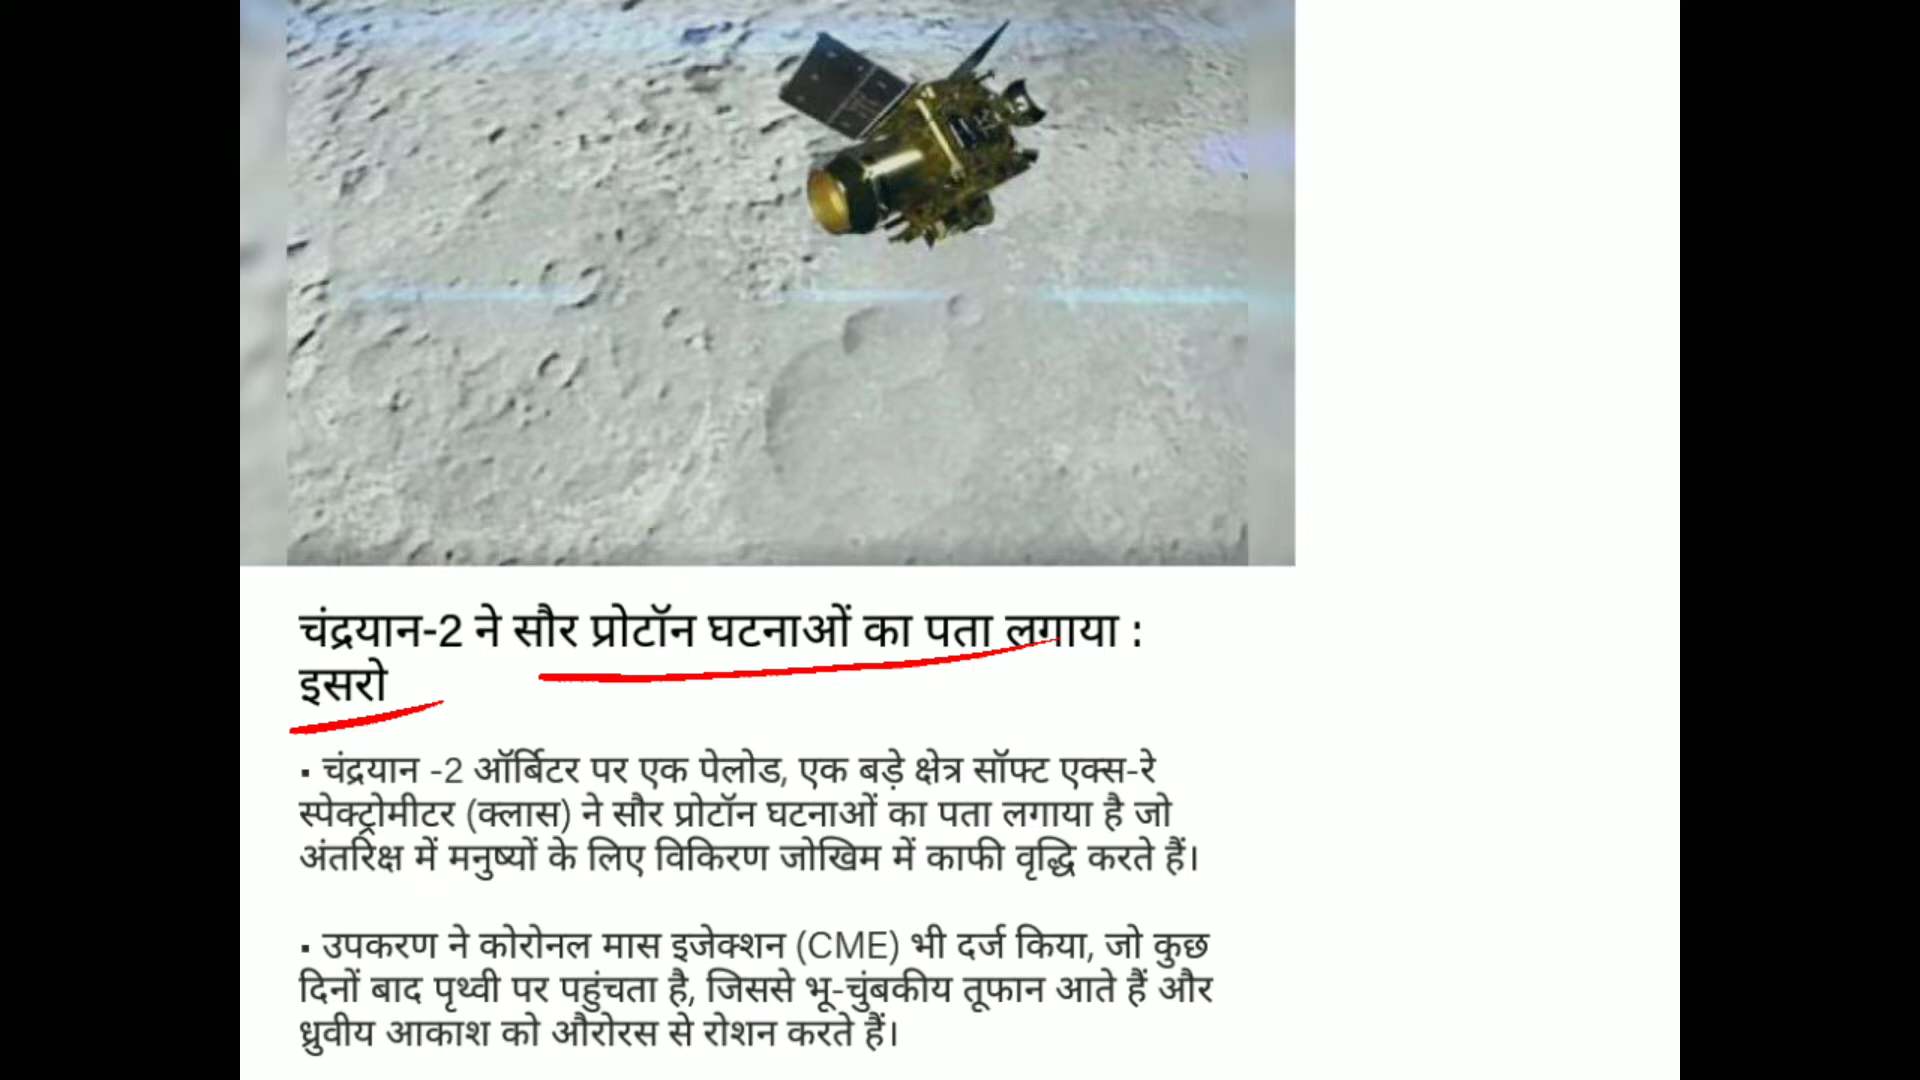 चंद्रयान-2 ने सौर प्रोटॉन घटनाओं का पता लगाया :
इसरो
▪ चंद्रयान -2 ऑर्बिटर पर एक पेलोड, एक बड़े क्षेत्र सॉफ्ट एक्स-रे
स्पेक्ट्रोमीटर (क्लास) ने सौर प्रोटॉन घटनाओं का पता लगाया है जो
अंतरिक्ष में मनुष्यों के लिए विकिरण जोखिम में काफी वृद्धि करते हैं।
▪ उपकरण ने कोरोनल मास इजेक्शन (CME) भी दर्ज किया, जो कुछ
दिनों बाद पृथ्वी पर पहुंचता है, जिससे भू-चुंबकीय तूफान आते हैं और
ध्रुवीय आकाश को औरोरस से रोशन करते हैं।